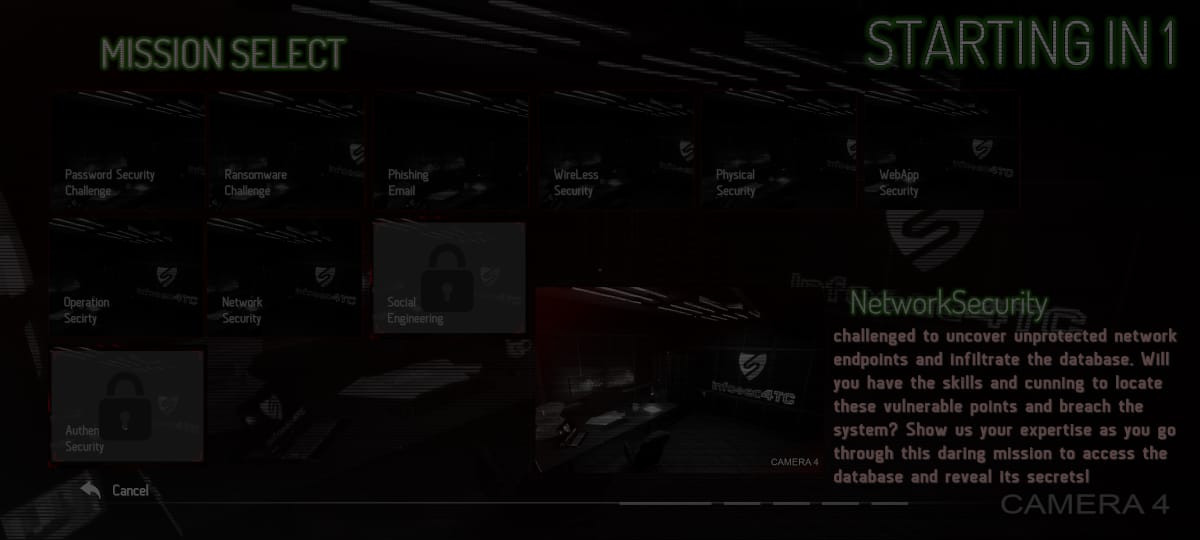 MISSION SELECT
STARTING IN 1
Password Security
Challenge
Ransomware
Challenge
Phishing
Email
WireLess
Security
Physical
Security
WebApp
Security
Operation
Secirty
Network
Security
Social
Engineering
Authen
Security
infosec4TC
CAMERA 4
NetworkSecurity
challenged to uncover unprotected network
endpoints and infiltrate the database. Will
you have the skills and cunning to locate
these vulnerable points and breach the
system? Show us your expertise as you go
through this daring mission to access the
database and reveal its secrets!
Cancel
CAMERA 4